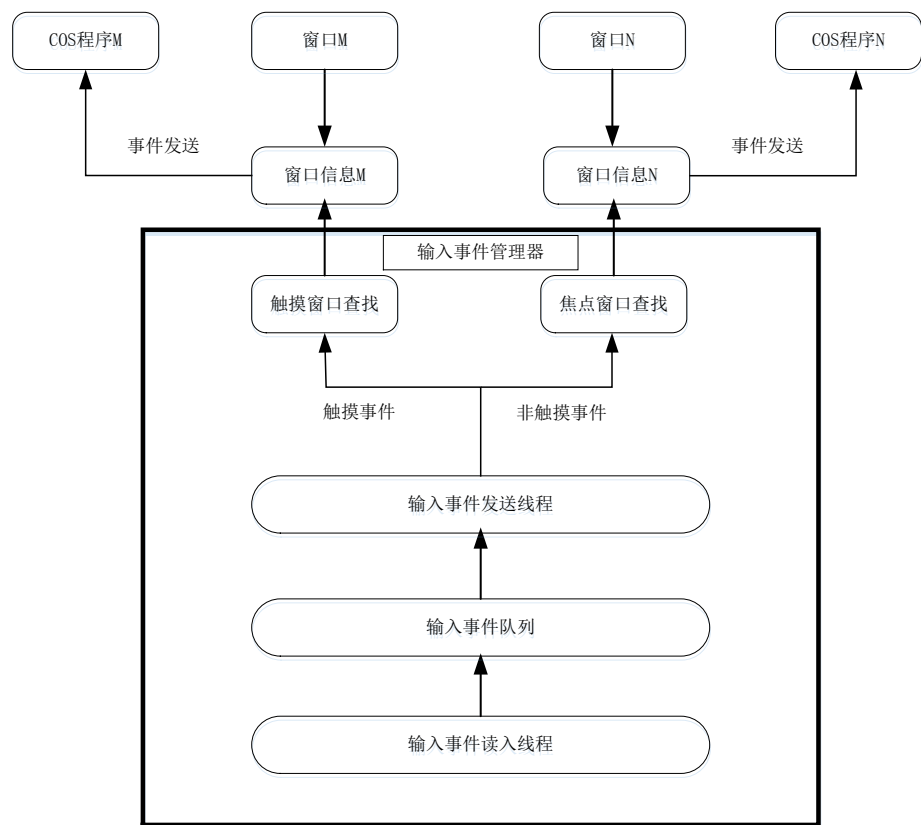 COS程序M
窗口M
窗口N
COS程序N
事件发送
事件发送
窗口信息M
窗口信息N
输入事件管理器
触摸窗口查找
焦点窗口查找
触摸事件
非触摸事件
输入事件发送线程
输入事件队列
输入事件读入线程